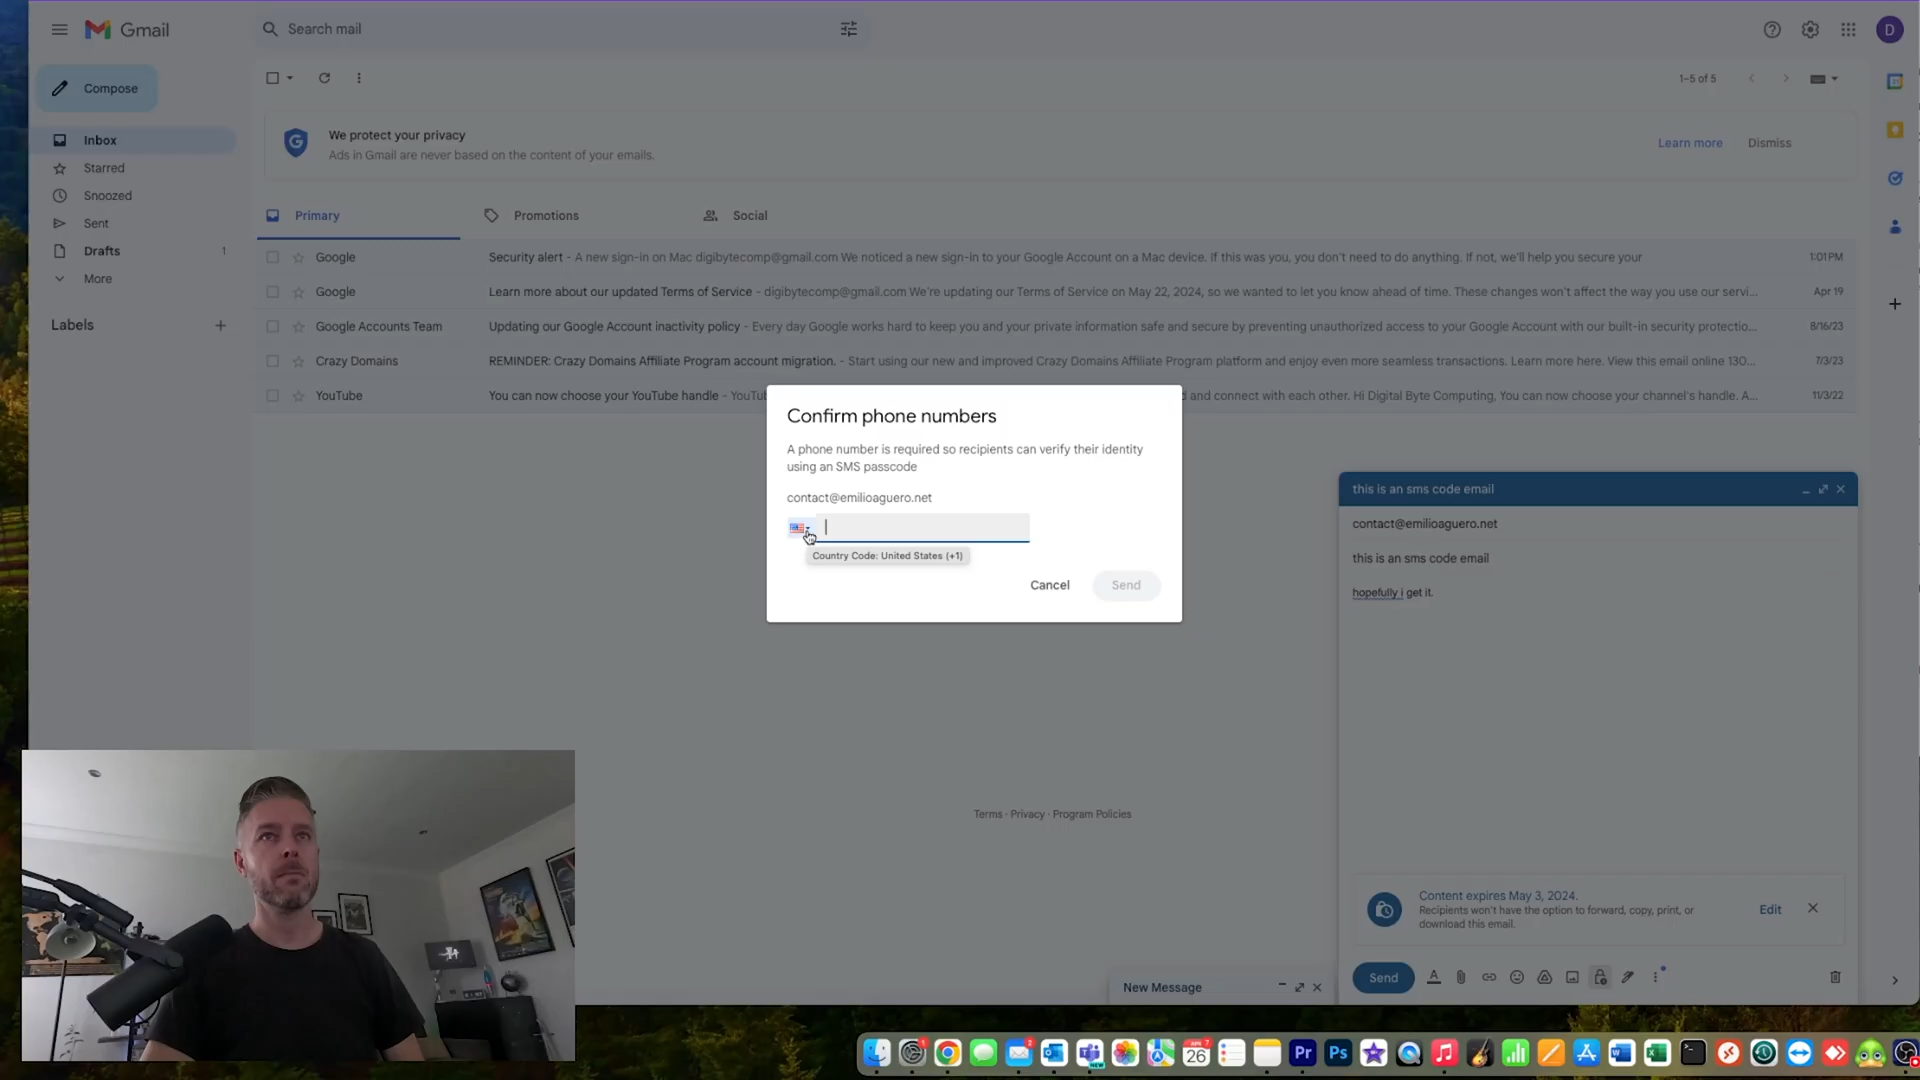 Gmail
Search mail
D
Compose
1–5 of 5
We protect your privacy
Ads in Gmail are never based on the content of your emails.
Learn more
Dismiss
Inbox
Starred
Snoozed
Sent
Drafts
1
More
Labels
Primary
Promotions
Social
Google
Security alert - A new sign-in on Mac digibytecomp@gmail.com We noticed a new sign-in to your Google Account on a Mac device. If this was you, you don't need to do anything. If not, we'll help you secure your
1:01 PM
Google
Learn more about our updated Terms of Service - digibytecomp@gmail.com We're updating our Terms of Service on May 22, 2024, so we wanted to let you know ahead of time. These changes won't affect the way you use our servi...
Apr 19
Google Accounts Team
Updating our Google Account inactivity policy - Every day Google works hard to keep you and your private information safe and secure by preventing unauthorized access to your Google Account with our built-in security protectio...
8/16/23
Crazy Domains
REMINDER: Crazy Domains Affiliate Program account migration. - Start using our new and improved Crazy Domains Affiliate Program platform and enjoy even more seamless transactions. Learn more here. View this email online 130...
7/3/23
YouTube
You can now choose your YouTube handle - YouTu
d and connect with each other. Hi Digital Byte Computing, You can now choose your channel's handle. A...
11/3/22
Confirm phone numbers
A phone number is required so recipients can verify their identity
using an SMS passcode
contact@emilioaguero.net
Country Code: United States (+1)
Cancel
Send
this is an sms code email
contact@emilioaguero.net
this is an sms code email
hopefully i get it.
Terms · Privacy · Program Policies
Content expires May 3, 2024.
Recipients won't have the option to forward, copy, print, or
download this email.
Edit
Send
New Message
APR
26
Pr
Ps